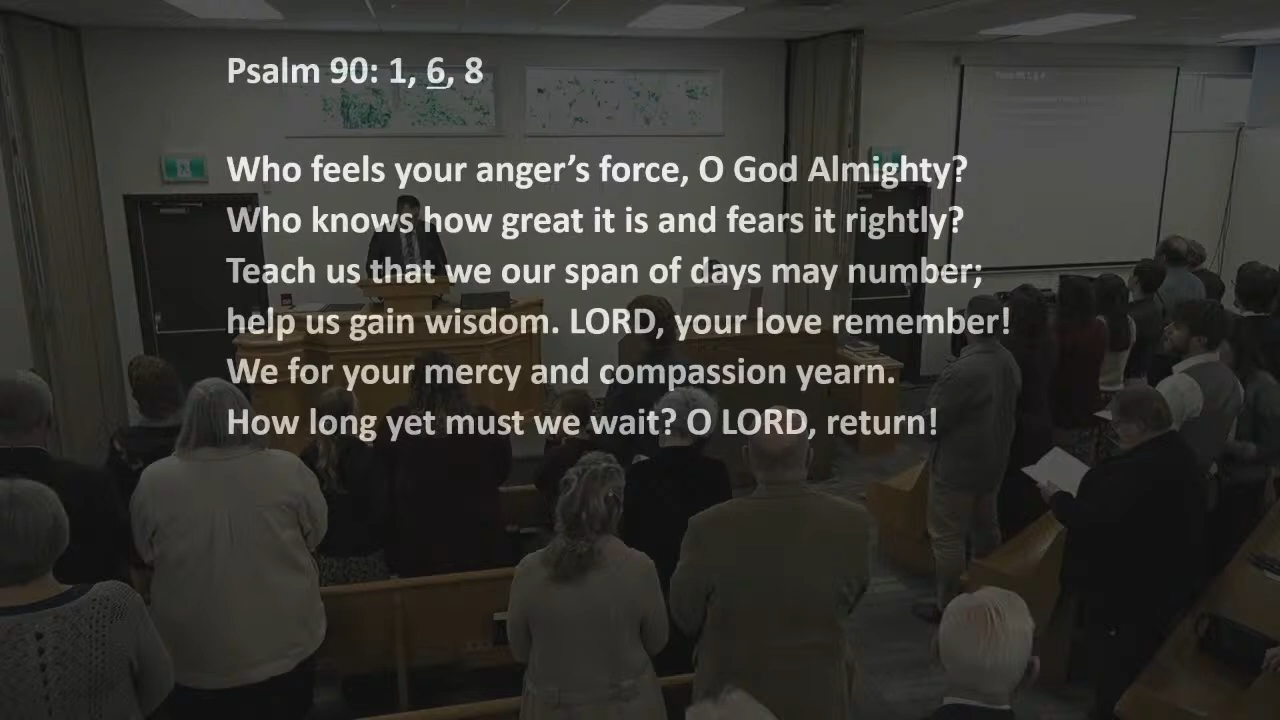 Psalm 90: 1, 6, 8
Who feels your anger’s force, O God Almighty?
Who knows how great it is and fears it rightly?
Teach us that we our span of days may number;
help us gain wisdom. LORD, your love remember!
We for your mercy and compassion yearn.
How long yet must we wait? O LORD, return!